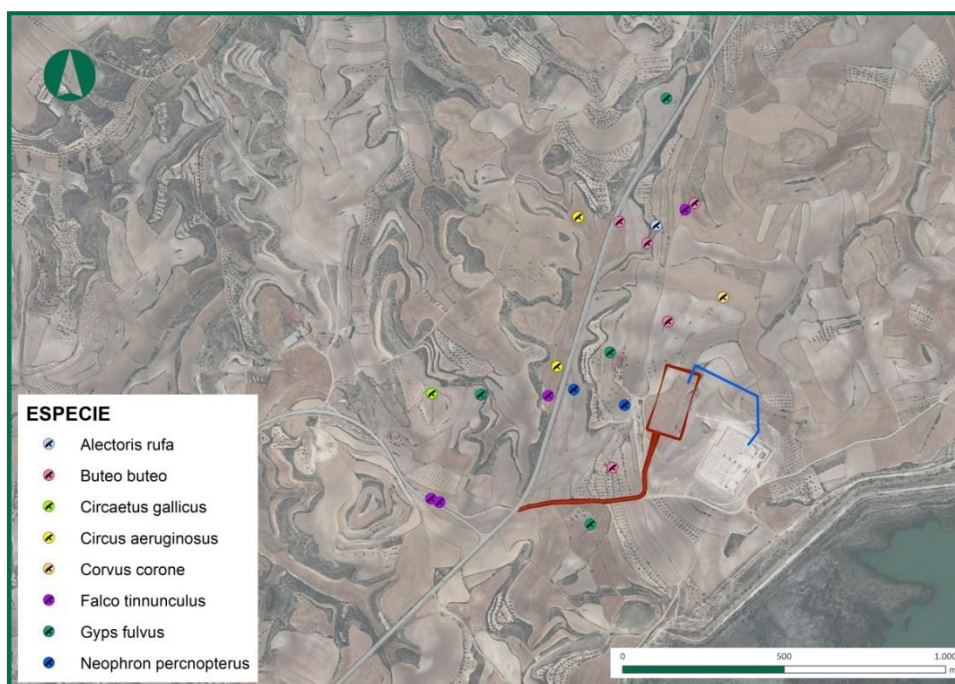 ESPECIE
Alectoris rufa
Buteo buteo
Circaetus gallicus
Circus aeruginosus
Corvus corone
Falco tinnunculus
Gyps fulvus
Neophron percnopterus
0 500 1.000
m